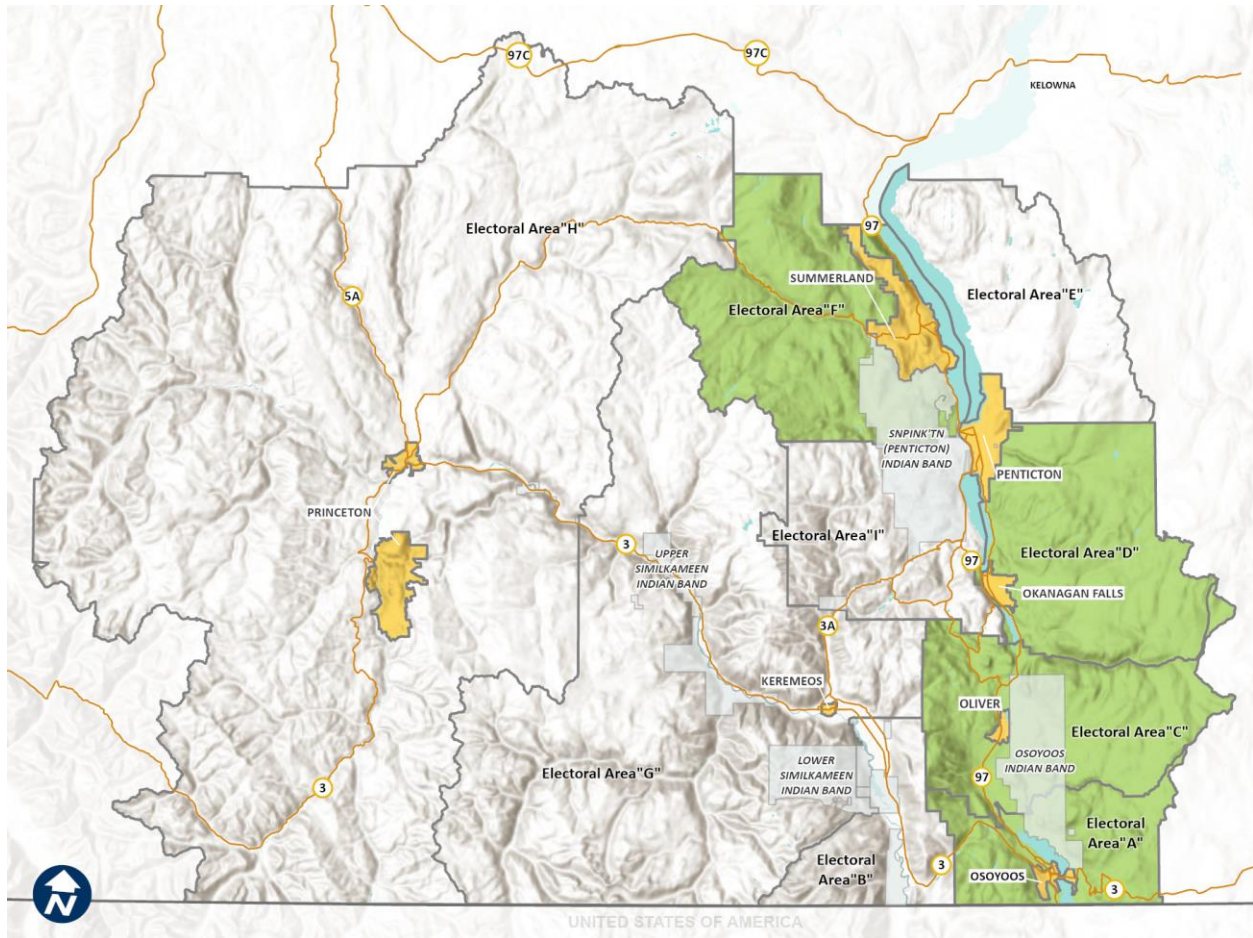 97C
97C
KELOWNA
Electoral Area"H"
97
SUMMERLAND
5A
Electoral Area"E"
Electoral Area"F"
SNPINK'TN
(PENTICTON)
INDIAN BAND
PENTICTON
PRINCETON
3
Electoral Area"I"
UPPER
SIMILKAMEEN
INDIAN BAND
97
Electoral Area"D"
OKANAGAN FALLS
3A
KEREMEOS
OLIVER
Electoral Area"C"
OSOYOOS
INDIAN BAND
LOWER
SIMILKAMEEN
INDIAN BAND
Electoral Area"G"
97
3
Electoral
Area"A"
Electoral
Area"B"
3
OSOYOOS
3
N
UNITED STATES OF AMERICA